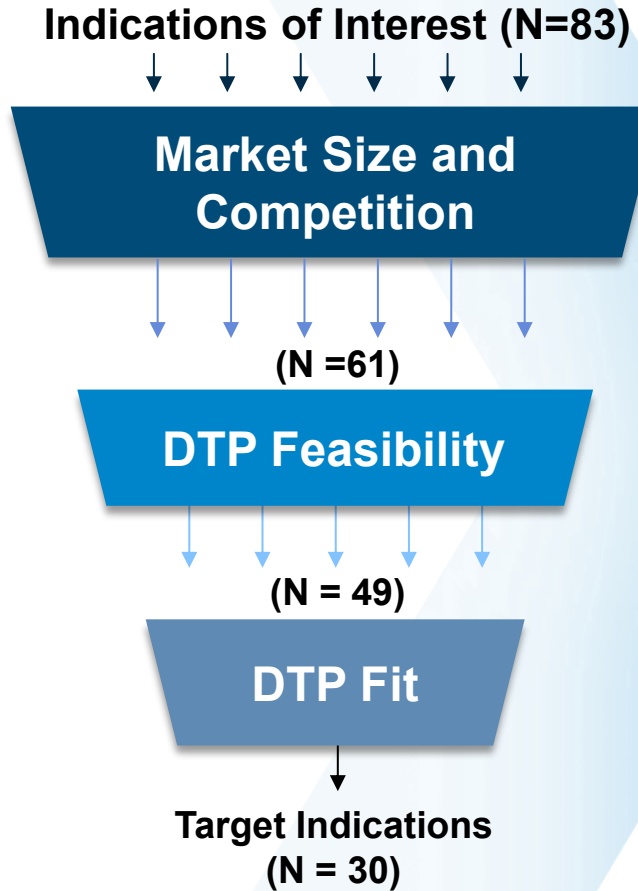 Indications of Interest (N=83)
Market Size and
Competition
(N =61)
DTP Feasibility
(N = 49)
DTP Fit
Target Indications
(N = 30)